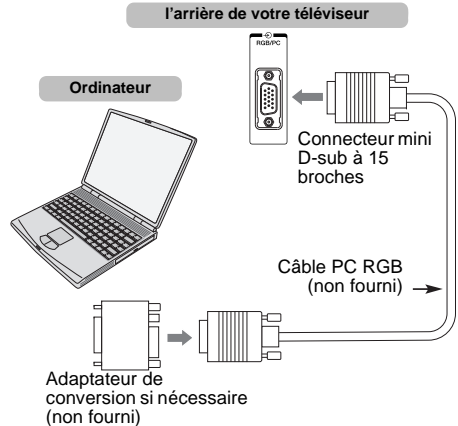 l'arrière de votre téléviseur
RGB/PC
Ordinateur
Connecteur mini
D-sub à 15
broches
Câble PC RGB
(non fourni)
Adaptateur de
conversion si nécessaire
(non fourni)